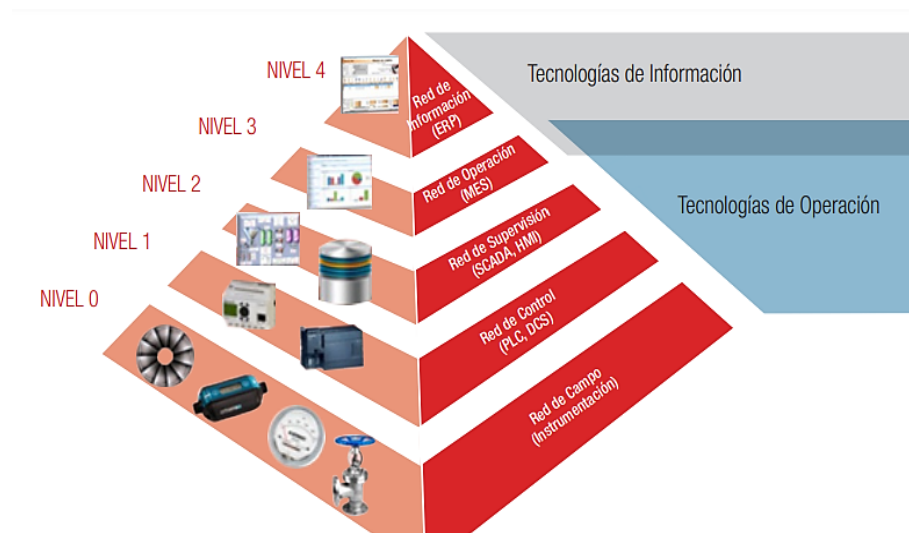 NIVEL 4
NIVEL 3
NIVEL 2
NIVEL 1
NIVEL 0
Red de
Información
(ERP)
Red de Operación
(MES)
Red de Supervisión
(SCADA, HMI)
Red de Control
(PLC, DCS)
Red de Campo
(Instrumentación)
Tecnologías de Información
Tecnologías de Operación